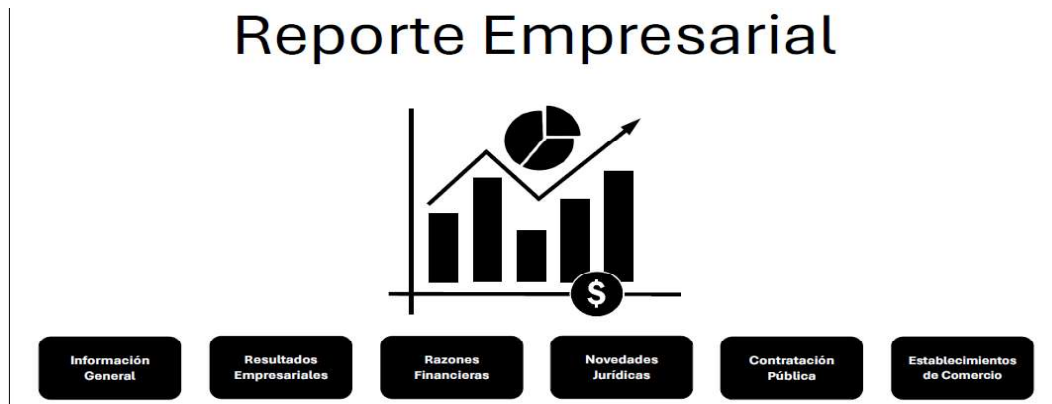 Reporte Empresarial
$
Información
General
Resultados
Empresariales
Razones
Financieras
Novedades
Jurídicas
Contratación
Pública
Establecimientos
de Comercio